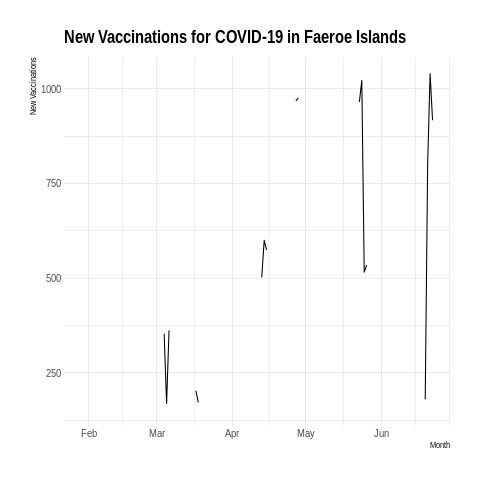 New Vaccinations for COVID-19 in Faeroe Islands
New Vaccinations
1000
750
500
250
Feb Mar Apr May Jun
Month